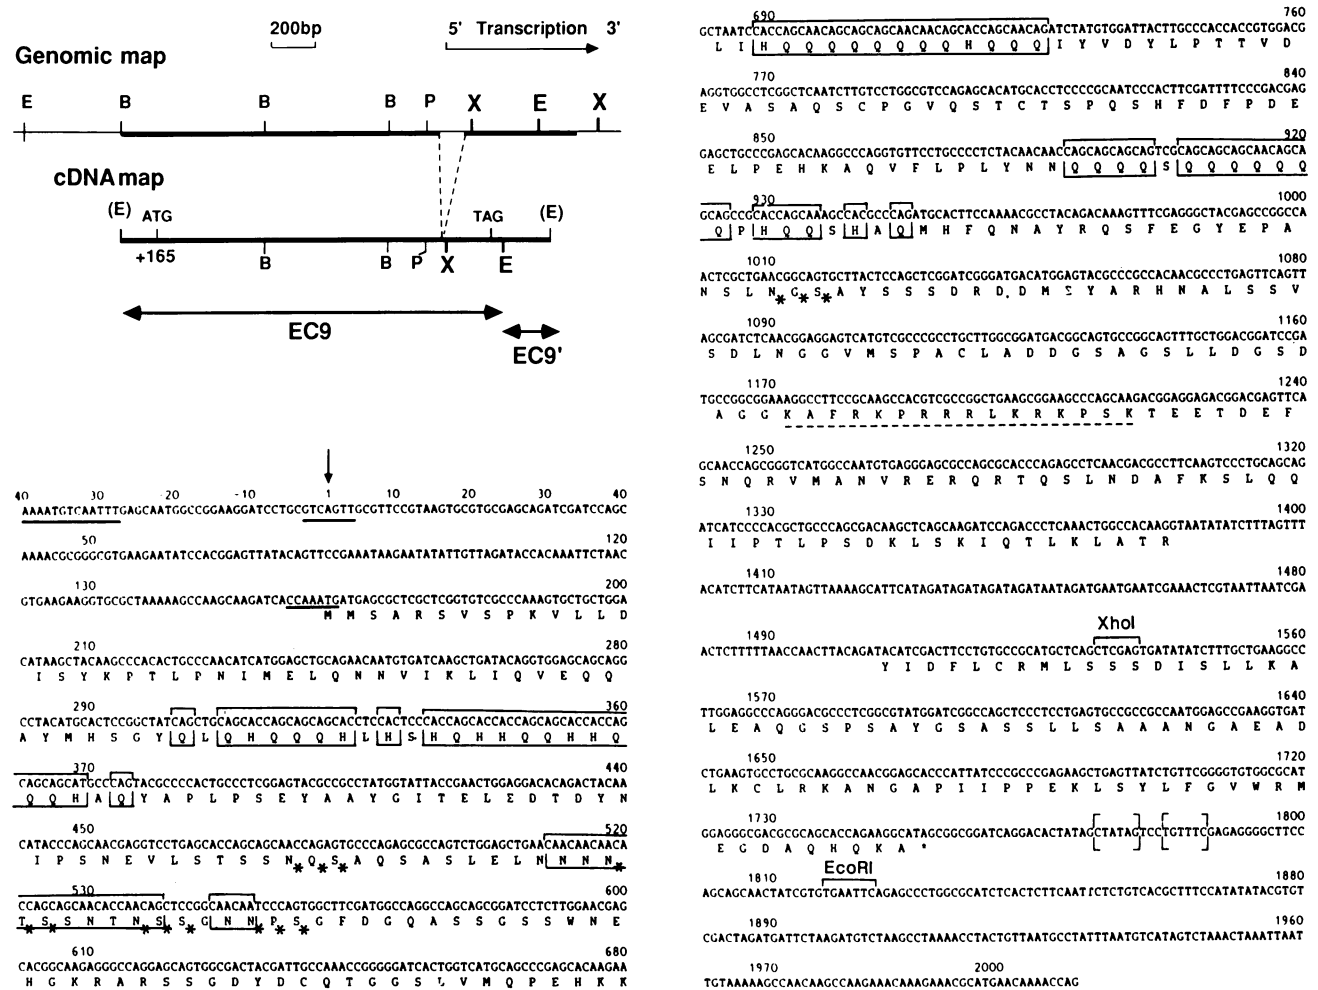 200bp
5' Transcription 3'
Genomic map
E B B B P X E X
cDNA map
(E) ATG TAG (E)
+165 B B P X E
EC9
EC9'
40 30 -20 -10 1 10 20 30 40
AAAATGTCAATTTGAGCAATGGCCGGAAGGATCCTGCGTCAGTTGCGTTCCGTAAGTGCGTGCGAGCAGATCGATCCAGC
50 120
AAAACGCGGGCGTGAAGAATATCCACGGAGTTATACAGTTCCGAAATAAGAATATATTGTTAGATACCACAAATTCTAAC
130 200
GTGAAGAAGGTGCGCTAAAAAGCCAAGCAAGATCACCAAATGATGAGCGCTCGCTCGGTGTCGCCCAAAGTGCTGCTGGA
M M S A R S V S P K V L L D
210 280
CATAAGCTACAAGCCCACACTGCCCAACATCATGGAGCTGCAGAACAATGTGATCAAGCTGATACAGGTGGAGCAGCAGG
I S Y K P T L P N I M E L Q N N V I K L I Q V E Q Q
290 360
CCTACATGCACTCCGGCTATCAGCTGCAGCACCAGCAGCAGCACCTCCACTCCCACCAGCACCACCAGCAGCACCACCAG
A Y M H S G Y Q L Q H Q Q Q H L H S H Q H H Q Q H H Q
370 440
CAGCAGCATGCCCAGTACGCCCCACTGCCCTCGGAGTACGCCGCCTATGGTATTACCGAACTGGAGGACACAGACTACAA
Q Q H A Q Y A P L P S E Y A A Y G I T E L E D T D Y N
450 520
CATACCCAGCAACGAGGTCCTGAGCACCAGCAGCAACCAGAGTGCCCAGAGCGCCAGTCTGGAGCTGAACAACAACAACA
I P S N E V L S T S S N * Q * S * A Q S A S L E L N N N N *
530 600
CCAGCAGCAACACCAACAGCTCCGGCAACAATCCCAGTGGCTTCGATGGCCAGGCCAGCAGCGGATCCTCTTGGAACGAG
T * S * S N T N * S * S * G N N * P * S * G F D G Q A S S G S S W N E
610 680
CACGGCAAGAGGGCCAGGAGCAGTGGCGACTACGATTGCCAAACCGGGGGATCACTGGTCATGCAGCCCGAGCACAAGAA
H G K R A R S S G D Y D C Q T G G S L V M Q P E H K K
690 760
GCTAATCCACCAGCAACAGCAGCAGCAACAACAGCACCAGCAACAGATCTATGTGGATTACTTGCCCACCACCGTGGACG
L I H Q Q Q Q Q Q Q Q H Q Q Q I Y V D Y L P T T V D
770 840
AGGTGGCCTCGGCTCAATCTTGTCCTGGCGTCCAGAGCACATGCACCTCCCCGCAATCCCACTTCGATTTTCCCGACGAG
E V A S A Q S C P G V Q S T C T S P Q S H F D F P D E
850 920
GAGCTGCCCGAGCACAAGGCCCAGGTGTTCCTGCCCCTCTACAACAACCAGCAGCAGCAGTCGCAGCAGCAGCAACAGCA
E L P E H K A Q V F L P L Y N N Q Q Q Q S Q Q Q Q Q Q
930 1000
GCAGCCGCACCAGCAAAGCCACGCCCAGATGCACTTCCAAAACGCCTACAGACAAAGTTTCGAGGGCTACGAGCCGGCCA
Q P H Q Q S H A Q M H F Q N A Y R Q S F E G Y E P A
1010 1080
ACTCGCTGAACGGCAGTGCTTACTCCAGCTCGGATCGGGATGACATGGAGTACGCCCGCCACAACGCCCTGAGTTCAGTT
N S L N * G * S * A Y S S S D R D D M E Y A R H N A L S S V
1090 1160
AGCGATCTCAACGGAGGAGTCATGTCGCCCGCCTGCTTGGCGGATGACGGCAGTGCCGGCAGTTTGCTGGACGGATCCGA
S D L N G G V M S P A C L A D D G S A G S L L D G S D
1170 1240
TGCCGGCGGAAAGGCCTTCCGCAAGCCACGTCGCCGGCTGAAGCGGAAGCCCAGCAAGACGGAGGAGACGGACGAGTTCA
A G G K A F R K P R R R L K R K P S K T E E T D E F
1250 1320
GCAACCAGCGGGTCATGGCCAATGTGAGGGAGCGCCAGCGCACCCAGAGCCTCAACGACGCCTTCAAGTCCCTGCAGCAG
S N Q R V M A N V R E R Q R T Q S L N D A F K S L Q Q
1330 1400
ATCATCCCCACGCTGCCCAGCGACAAGCTCAGCAAGATCCAGACCCTCAAACTGGCCACAAGGTAATATATCTTTAGTTT
I I P T L P S D K L S K I Q T L K L A T R
1410 1480
ACATCTTCATAATAGTTAAAAGCATTCATAGATAGATAGATAGATAATAGATGAATGAATCGAAACTCGTAATTAATCGA
XhoI
1490 1560
ACTCTTTTTAACCAACTTACAGATACATCGACTTCCTGTGCCGCATGCTCAGCTCGAGTGATATATCTTTGCTGAAGGCC
Y I D F L C R M L S S S D I S L L K A
1570 1640
TTGGAGGCCCAGGGACGCCCTCGGCGTATGGATCGGCCAGCTCCCTCCTGAGTGCCGCCGCCAATGGAGCCGAAGGTGAT
L E A Q G S P S A Y G S A S S L L S A A A N G A E A D
1650 1720
CTGAAGTGCCTGCGCAAGGCCAACGGAGCACCCATTATCCCGCCCGAGAAGCTGAGTTATCTGTTCGGGGTGTGGCGCAT
L K C L R K A N G A P I I P P E K L S Y L F G V W R M
1730 1800
GGAGGGCGACGCGCAGCACCAGAAGGCATAGCGGCGGATCAGGACACTATAGCTATAGTCCTGTTTCGAGAGGGGCTTCC
E G D A Q H Q K A *
EcoRI
1810 1880
AGCAGCAACTATCGTGTGAATTCAGAGCCCTGGCGCATCTCACTCTTCAATTCTCTGTCACGCTTTCCATATATACGTGT
1890 1960
CGACTAGATGATTCTAAGATGTCTAAGCCTAAAACCTACTGTTAATGCCTATTTAATGTCATAGTCTAAACTAAATTAAT
1970 2000
TGTAAAAAGCCAACAAGCCAAGAAACAAAGAAACGCATGAACAAAACCAG